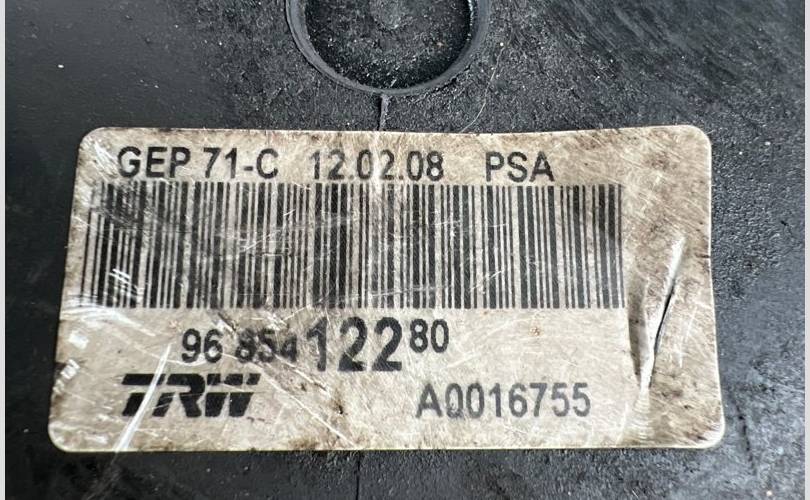 GEP 71-C 12.02.08 PSA
96 854 122 80
TRW A0016755